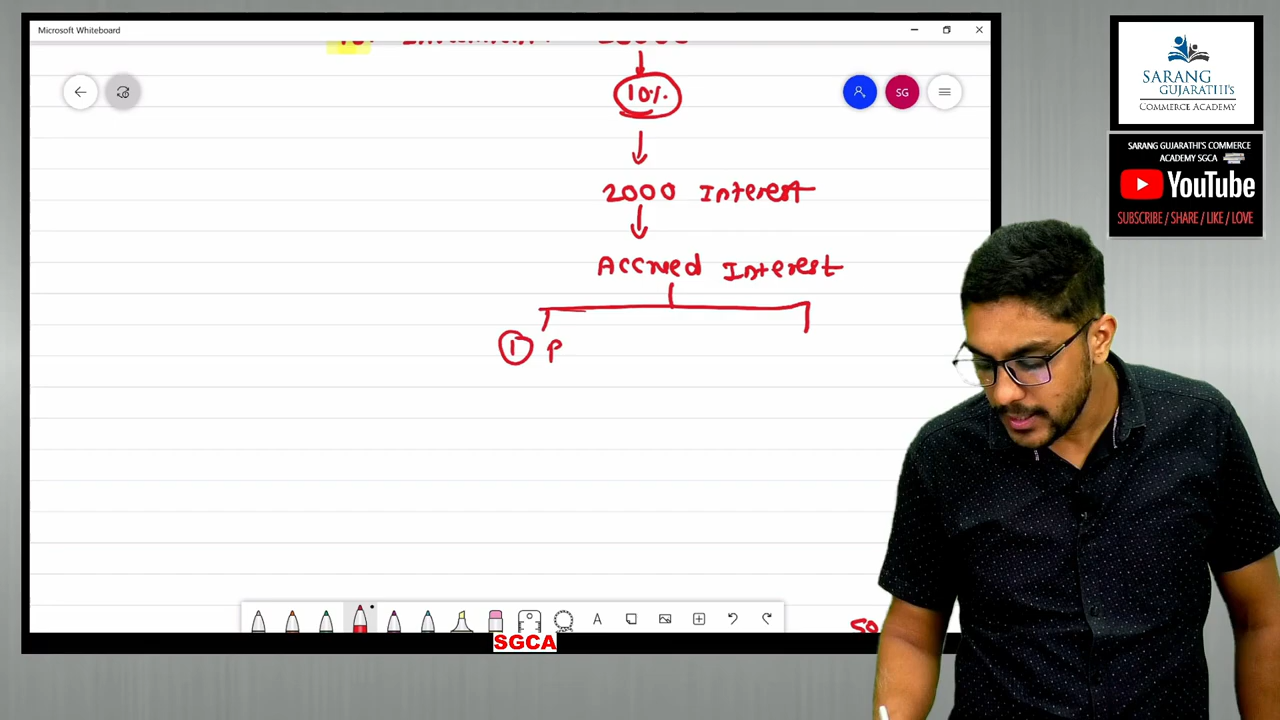 Microsoft Whiteboard
10%
2000 Interest
Accrued Interest
① P
SG
SGCA
SARANG
GUJARATHI'S
COMMERCE ACADEMY
SARANG GUJARATHI'S COMMERCE
ACADEMY SGCA
YouTube
SUBSCRIBE / SHARE / LIKE / LOVE